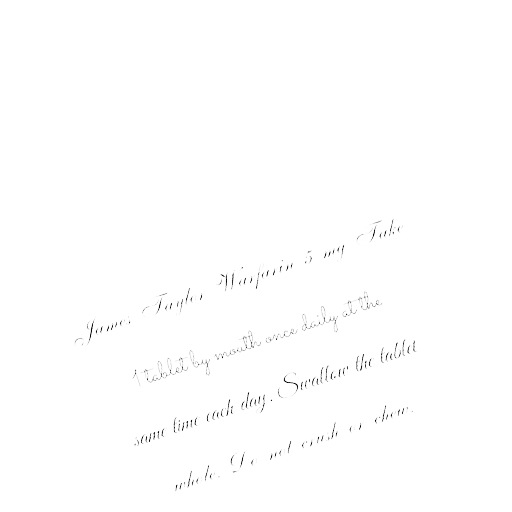 James Taylor Warfarin 5 mg Take
1 tablet by mouth once daily at the
same time each day. Swallow the tablet
whole. Do not crush or chew.